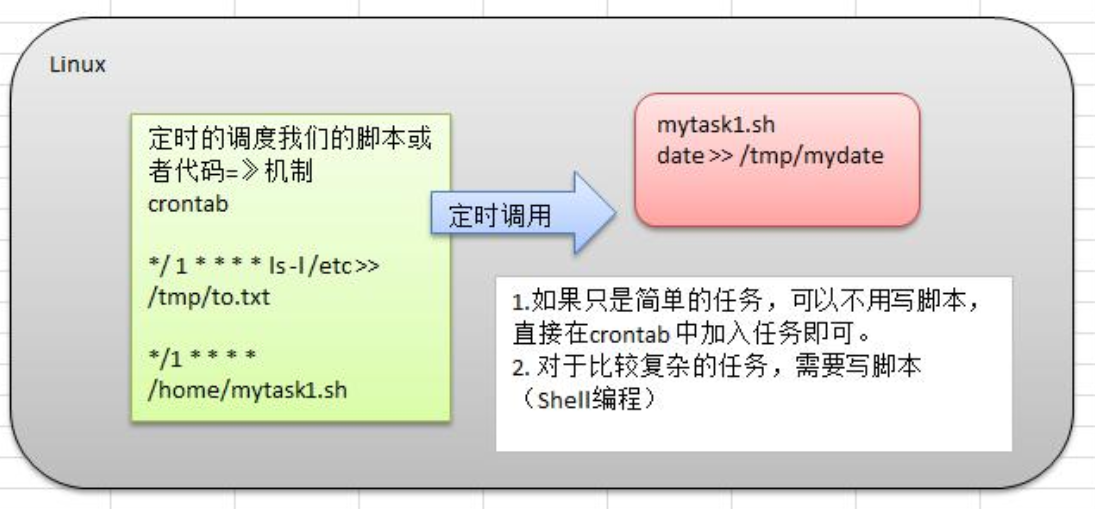 Linux
定时的调度我们的脚本或
者代码=》机制
crontab
*/ 1 * * * * ls -l /etc >>
/tmp/to.txt
*/1 * * * *
/home/mytask1.sh
定时调用
mytask1.sh
date >> /tmp/mydate
1.如果只是简单的任务，可以不用写脚本，
直接在crontab 中加入任务即可。
2. 对于比较复杂的任务，需要写脚本
（Shell编程）